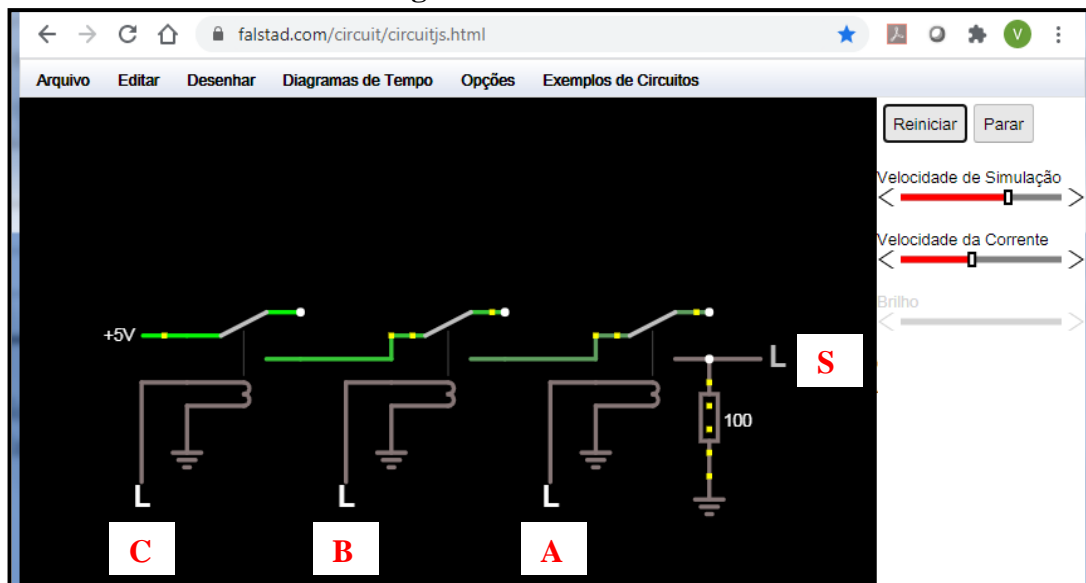 falstad.com/circuit/circuitjs.html
V
Arquivo Editar Desenhar Diagramas de Tempo Opções Exemplos de Circuitos
Reiniciar Parar
Velocidade de Simulação
Velocidade da Corrente
Brilho
+5V
L S
100
L L L
C B A